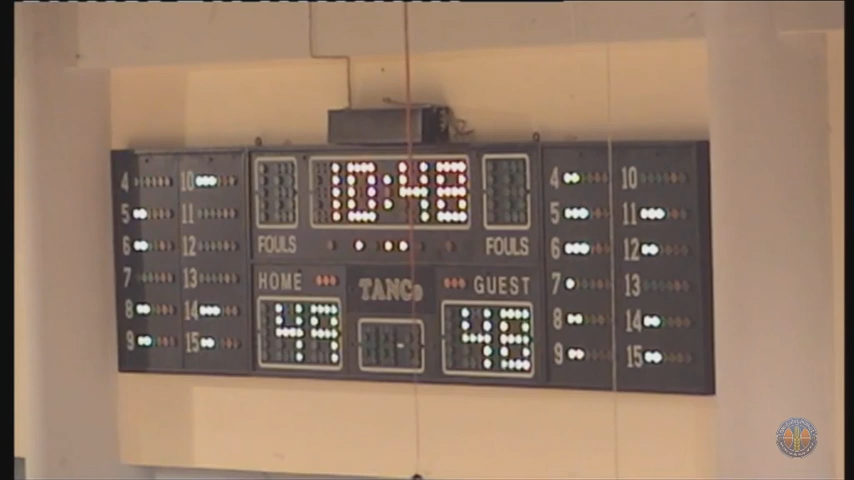 4 10 10:48 4 10
5 11 5 11
6 12 FOULS FOULS 6 12
7 13 HOME TANCo GUEST 7 13
8 14 49 48 8 14
9 15 9 15